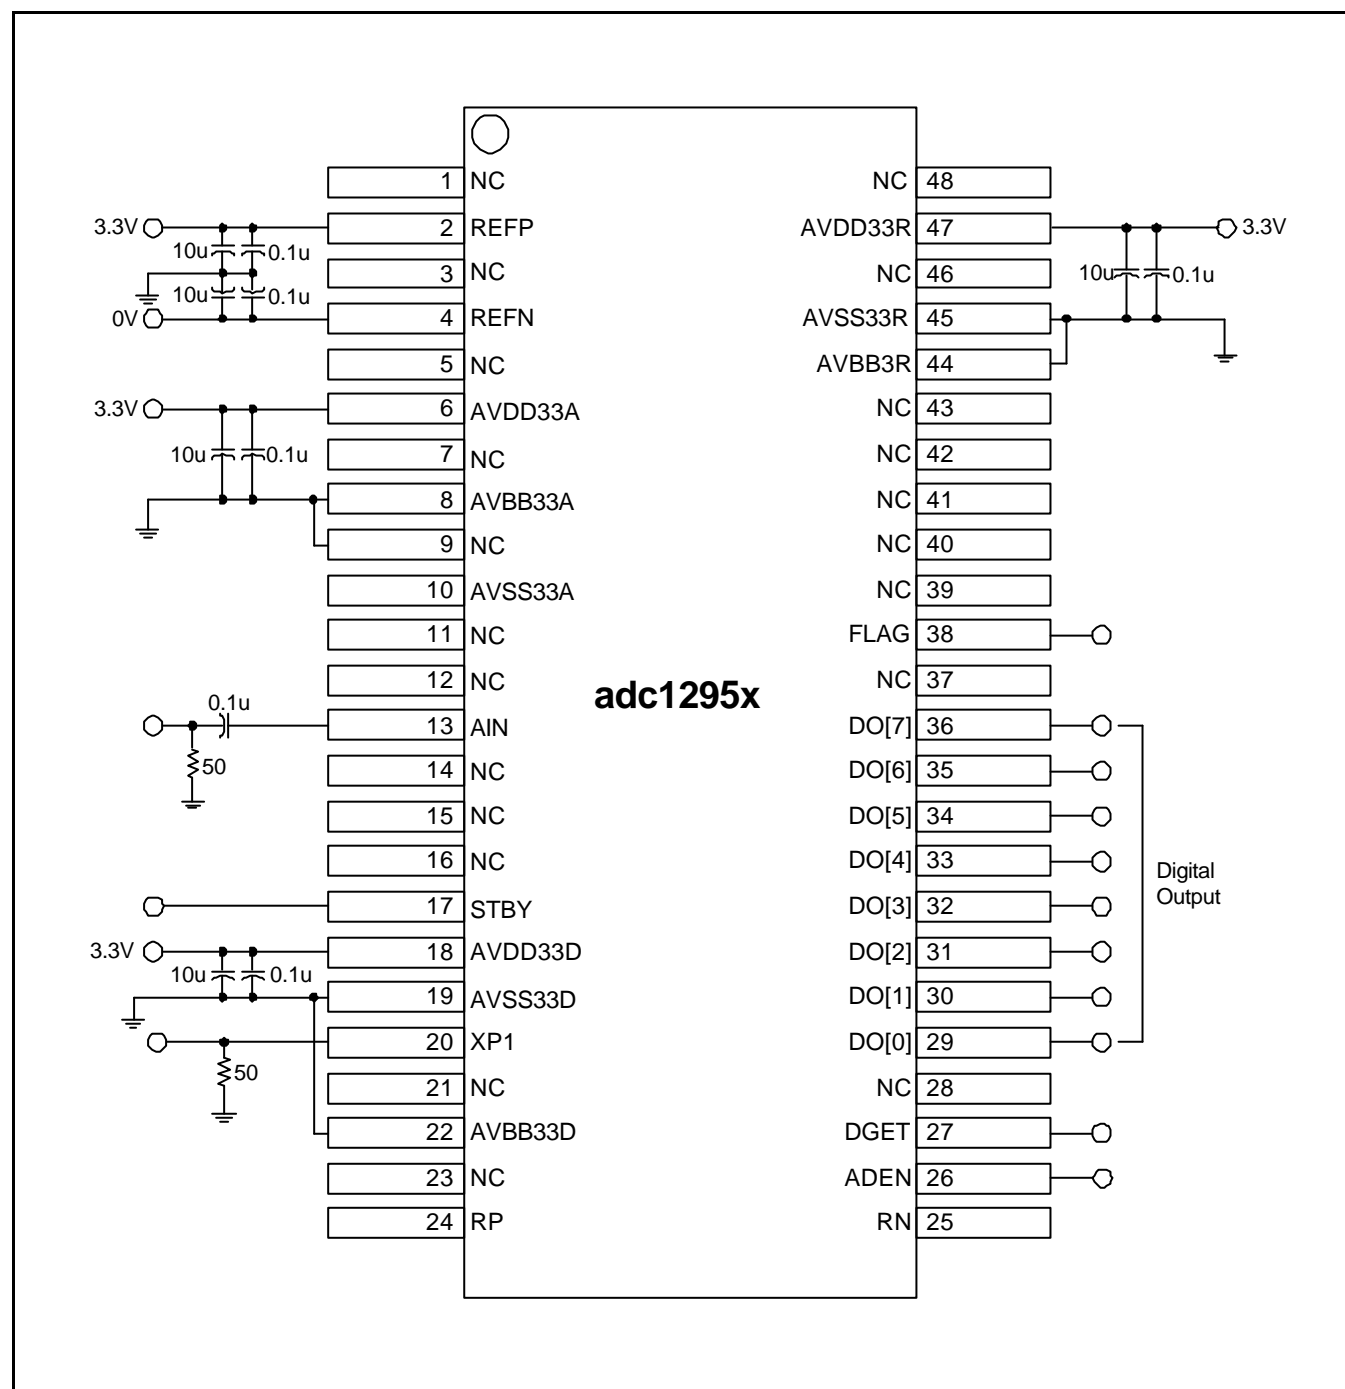 1 NC
3.3V 2 REFP
10u 0.1u
3 NC
10u 0.1u
0V 4 REFN
5 NC
3.3V 6 AVDD33A
10u 0.1u
7 NC
8 AVBB33A
9 NC
10 AVSS33A
11 NC
12 NC
0.1u
13 AIN
50
14 NC
15 NC
16 NC
17 STBY
3.3V 18 AVDD33D
10u 0.1u
19 AVSS33D
20 XP1
50
21 NC
22 AVBB33D
23 NC
24 RP
adc1295x
NC 48
AVDD33R 47 3.3V
NC 46
10u 0.1u
AVSS33R 45
AVBB3R 44
NC 43
NC 42
NC 41
NC 40
NC 39
FLAG 38
NC 37
DO[7] 36
DO[6] 35
DO[5] 34
DO[4] 33
DO[3] 32
DO[2] 31
DO[1] 30
DO[0] 29
Digital
Output
NC 28
DGET 27
ADEN 26
RN 25